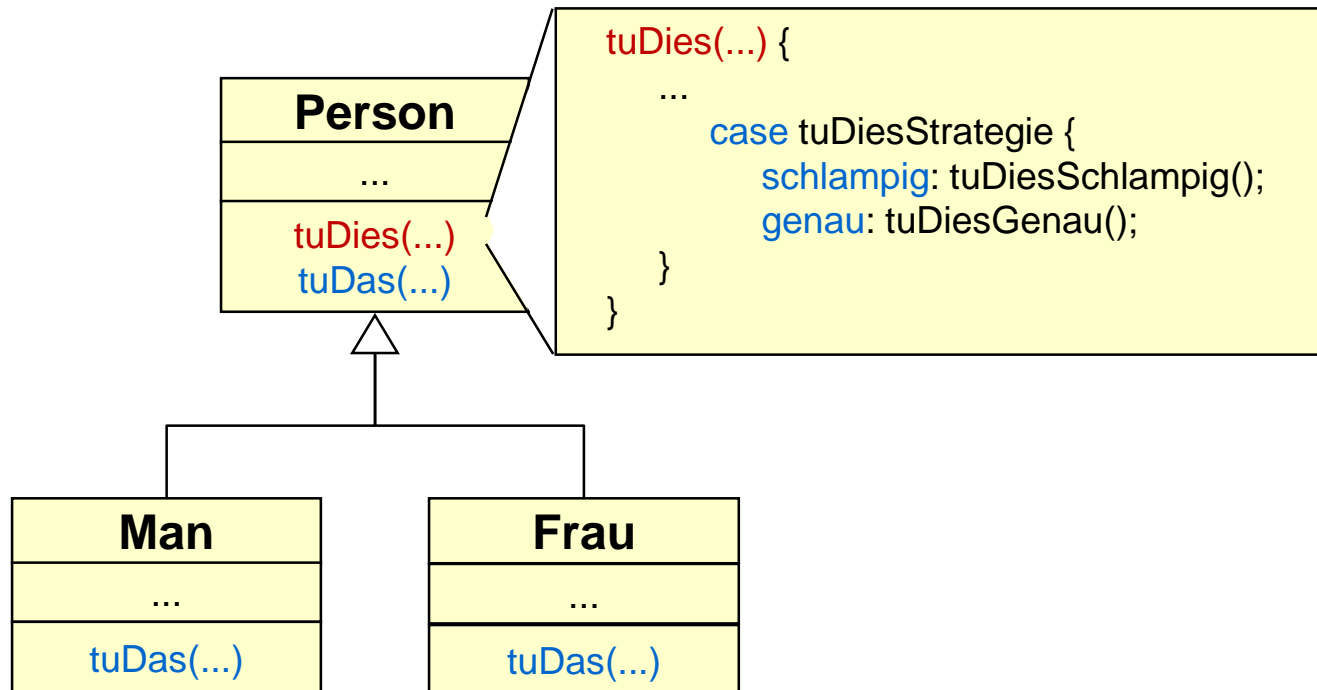 Person
...
tuDies(...)
tuDas(...)
tuDies(...) {
...
case tuDiesStrategie {
schlampig: tuDiesSchlampig();
genau: tuDiesGenau();
}
}
Man
...
tuDas(...)
Frau
...
tuDas(...)